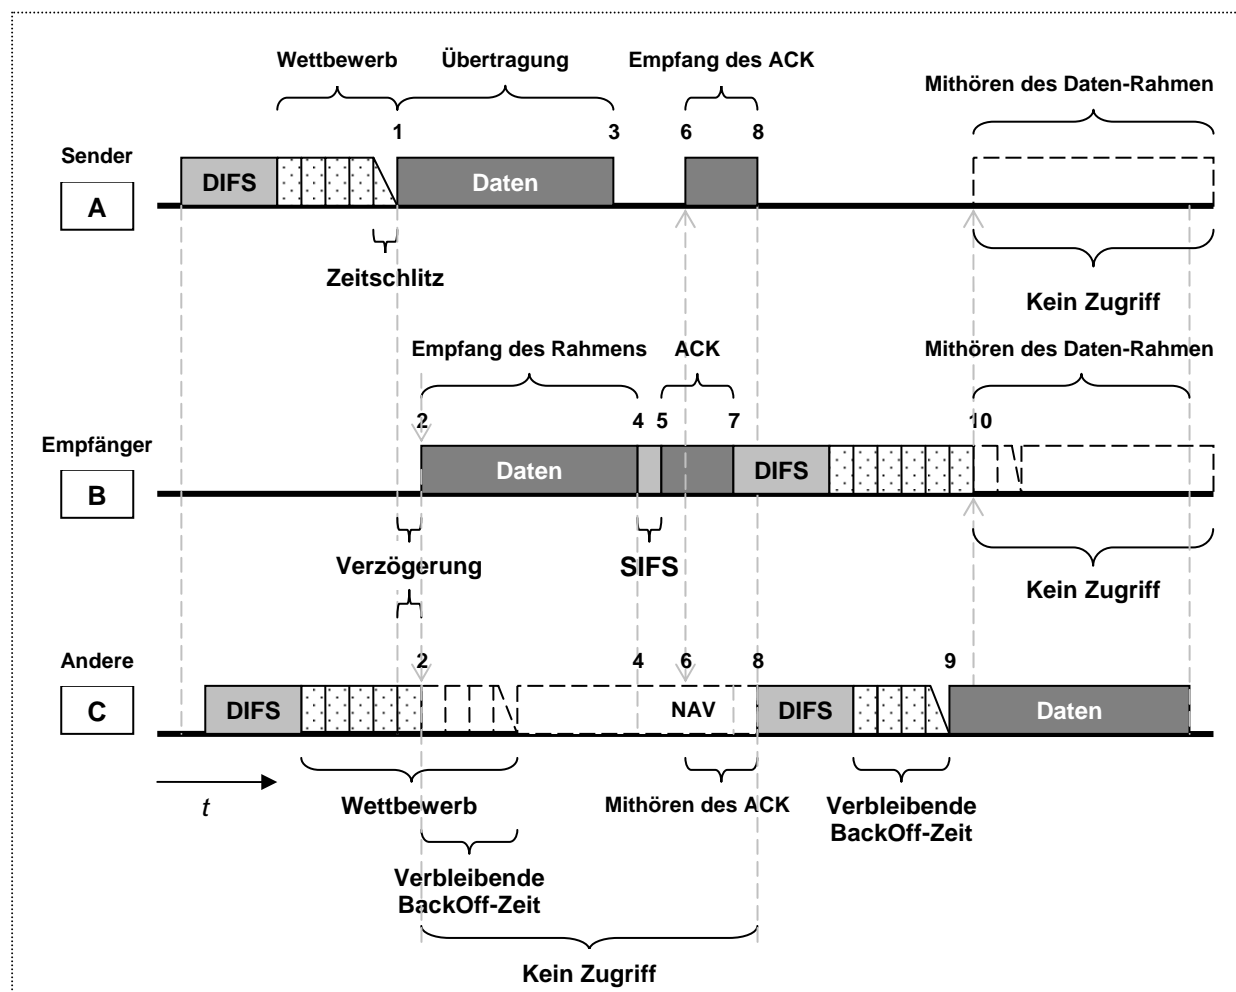 Wettbewerb
Übertragung
Empfang des ACK
Mithören des Daten-Rahmen
1
3
6
8
Sender
A
DIFS
Daten
Zeitschlitz
Kein Zugriff
Empfang des Rahmens
ACK
Mithören des Daten-Rahmen
2
4
5
7
10
Empfänger
B
Daten
DIFS
Verzögerung
SIFS
Kein Zugriff
Andere
2
4
6
8
9
C
DIFS
NAV
DIFS
Daten
t
Wettbewerb
Mithören des ACK
Verbleibende
BackOff-Zeit
Verbleibende
BackOff-Zeit
Kein Zugriff